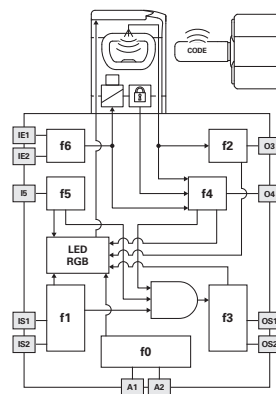 CODE
IE1
IE2
f6
f2
O3
I5
f5
f4
O4
LED
RGB
IS1
IS2
f1
f3
OS1
OS2
f0
A1
A2